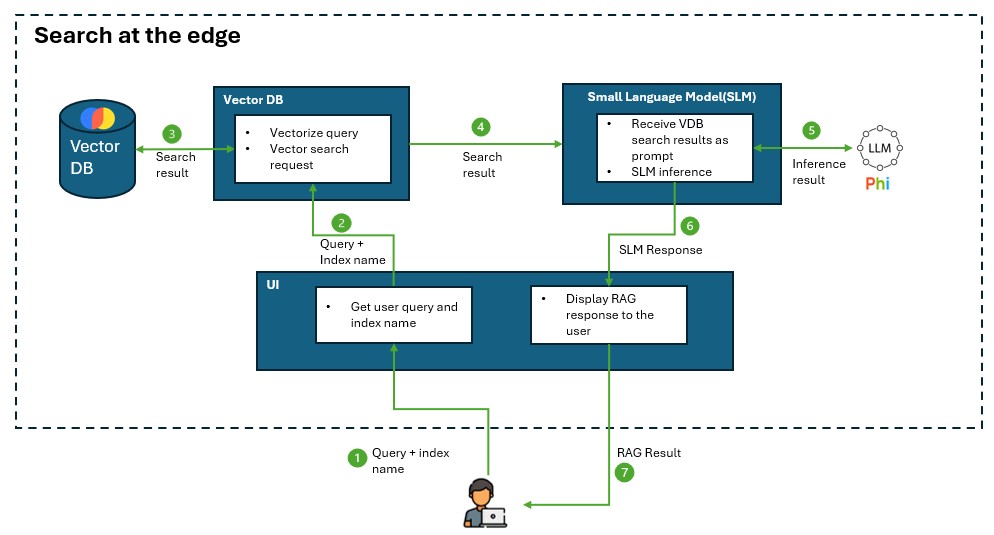 Search at the edge
Vector
DB
3
Search
result
Vector DB
• Vectorize query
• Vector search
request
4
Search
result
Small Language Model(SLM)
• Receive VDB
search results as
prompt
• SLM inference
5
Inference
result
LLM
Phi
2
Query +
Index name
6
SLM Response
UI
• Get user query and
index name
• Display RAG
response to the
user
1
Query + index
name
RAG Result
7